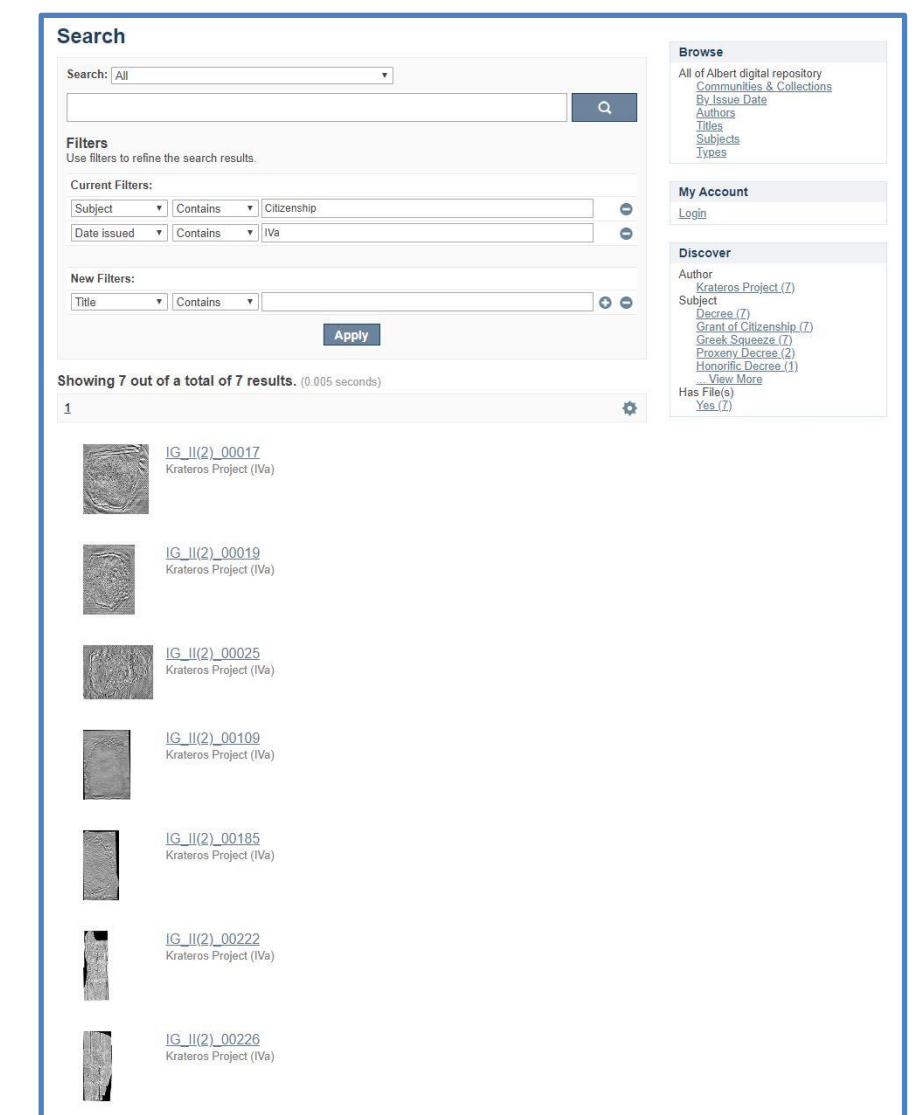 Search
Search: All
Filters
Use filters to refine the search results.
Current Filters:
Subject Contains Citizenship
Date issued Contains IVa
New Filters:
Title Contains
Apply
Showing 7 out of a total of 7 results. (0.005 seconds)
1
IG_II(2)_00017
Krateros Project (IVa)
IG_II(2)_00019
Krateros Project (IVa)
IG_II(2)_00025
Krateros Project (IVa)
IG_II(2)_00109
Krateros Project (IVa)
IG_II(2)_00185
Krateros Project (IVa)
IG_II(2)_00222
Krateros Project (IVa)
IG_II(2)_00226
Krateros Project (IVa)
Browse
All of Albert digital repository
Communities & Collections
By Issue Date
Authors
Titles
Subjects
Types
My Account
Login
Discover
Author
Krateros Project (7)
Subject
Decree (7)
Grant of Citizenship (7)
Greek Squeeze (7)
Proxeny Decree (2)
Honorific Decree (1)
... View More
Has File(s)
Yes (7)